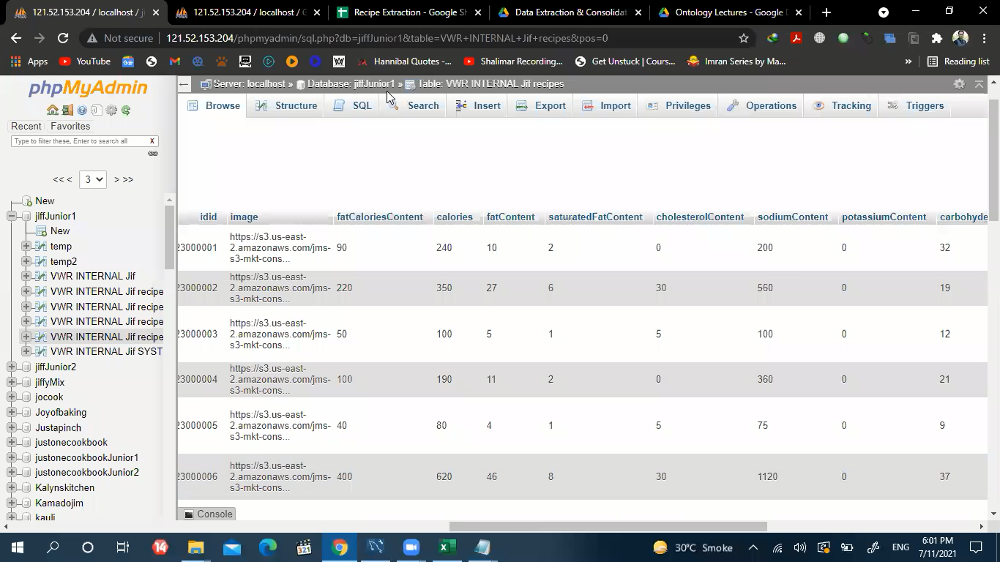 121.52.153.204 / localhost / ji
121.52.153.204 / localhost / G
Recipe Extraction - Google Sh
Data Extraction & Consolidat
Ontology Lectures - Google D
Not secure 121.52.153.204/phpmyadmin/sql.php?db=jiffJunior1&table=VWR+INTERNAL+Jif+recipes&pos=0
Apps YouTube Hannibal Quotes -... Shalimar Recording... Get Unstuck | Cours... Imran Series by Ma... » Reading list
phpMyAdmin
Recent Favorites
Type to filter these, Enter to search all X
<< < 3 > >>
New
jiffJunior1
New
temp
temp2
VWR INTERNAL Jif
VWR INTERNAL Jif recipe
VWR INTERNAL Jif recipe
VWR INTERNAL Jif recipe
VWR INTERNAL Jif recipe
VWR INTERNAL Jif SYST
jiffJunior2
jiffyMix
jocook
Joyofbaking
Justapinch
justonecookbook
justonecookbookJunior1
justonecookbookJunior2
Kalynskitchen
Kamadojim
kauli
Server: localhost » Database: jiffJunior1 » Table: VWR INTERNAL Jif recipes
Browse Structure SQL Search Insert Export Import Privileges Operations Tracking Triggers
idid image fatCaloriesContent calories fatContent saturatedFatContent cholesterolContent sodiumContent potassiumContent carbohyde
https://s3.us-east-
23000001 2.amazonaws.com/jms- 90 240 10 2 0 200 0 32
s3-mkt-cons...
https://s3.us-east-
23000002 2.amazonaws.com/jms- 220 350 27 6 30 560 0 19
s3-mkt-cons...
https://s3.us-east-
23000003 2.amazonaws.com/jms- 50 100 5 1 5 100 0 12
s3-mkt-cons...
https://s3.us-east-
23000004 2.amazonaws.com/jms- 100 190 11 2 0 360 0 21
s3-mkt-cons...
https://s3.us-east-
23000005 2.amazonaws.com/jms- 40 80 4 1 5 75 0 9
s3-mkt-cons...
https://s3.us-east-
23000006 2.amazonaws.com/jms- 400 620 46 8 30 1120 0 37
s3-mkt-cons...
Console
14 321 30°C Smoke ENG 6:01 PM
7/11/2021